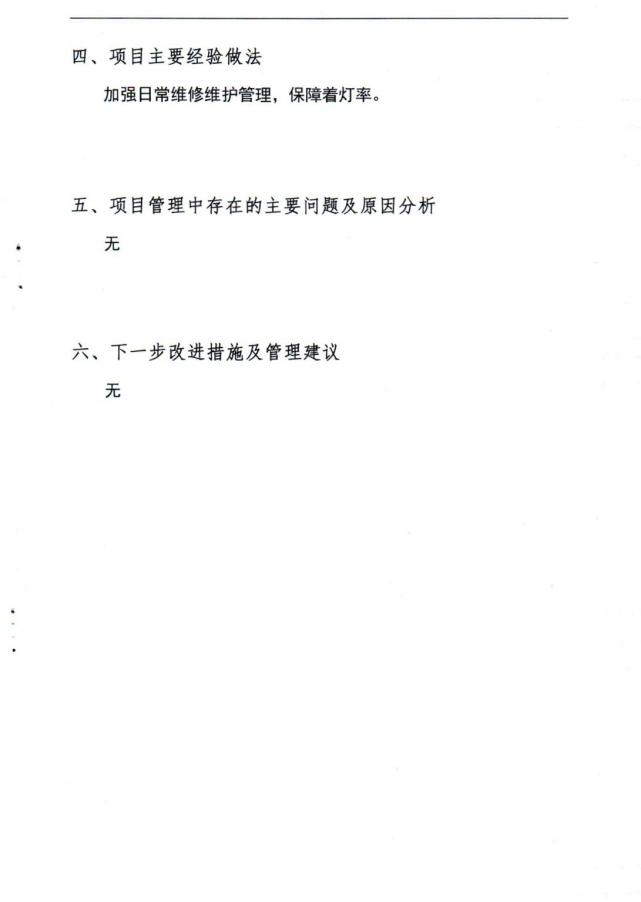 四、项目主要经验做法
加强日常维修维护管理，保障着灯率。
五、项目管理中存在的主要问题及原因分析
无
六、下一步改进措施及管理建议
无